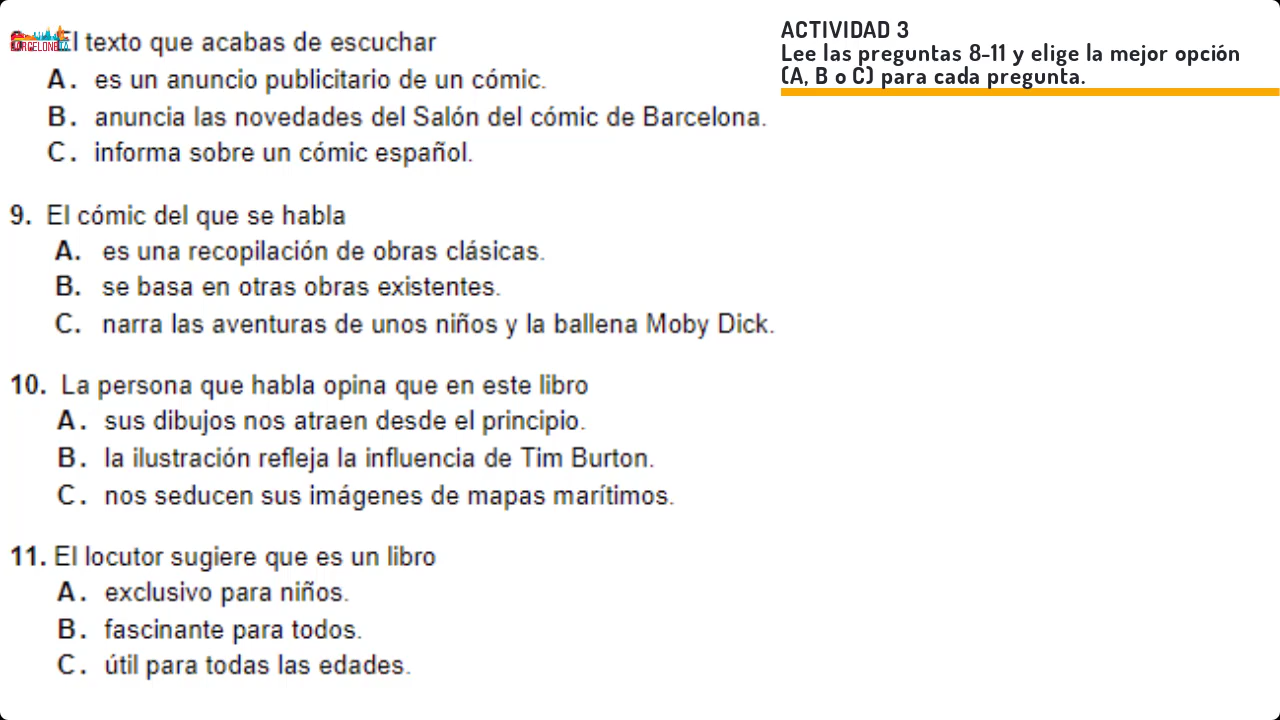 ACTIVIDAD 3
Lee las preguntas 8-11 y elige la mejor opción
(A, B o C) para cada pregunta.
BARCELONETA
El texto que acabas de escuchar
A. es un anuncio publicitario de un cómic.
B. anuncia las novedades del Salón del cómic de Barcelona.
C. informa sobre un cómic español.
9. El cómic del que se habla
A. es una recopilación de obras clásicas.
B. se basa en otras obras existentes.
C. narra las aventuras de unos niños y la ballena Moby Dick.
10. La persona que habla opina que en este libro
A. sus dibujos nos atraen desde el principio.
B. la ilustración refleja la influencia de Tim Burton.
C. nos seducen sus imágenes de mapas marítimos.
11. El locutor sugiere que es un libro
A. exclusivo para niños.
B. fascinante para todos.
C. útil para todas las edades.